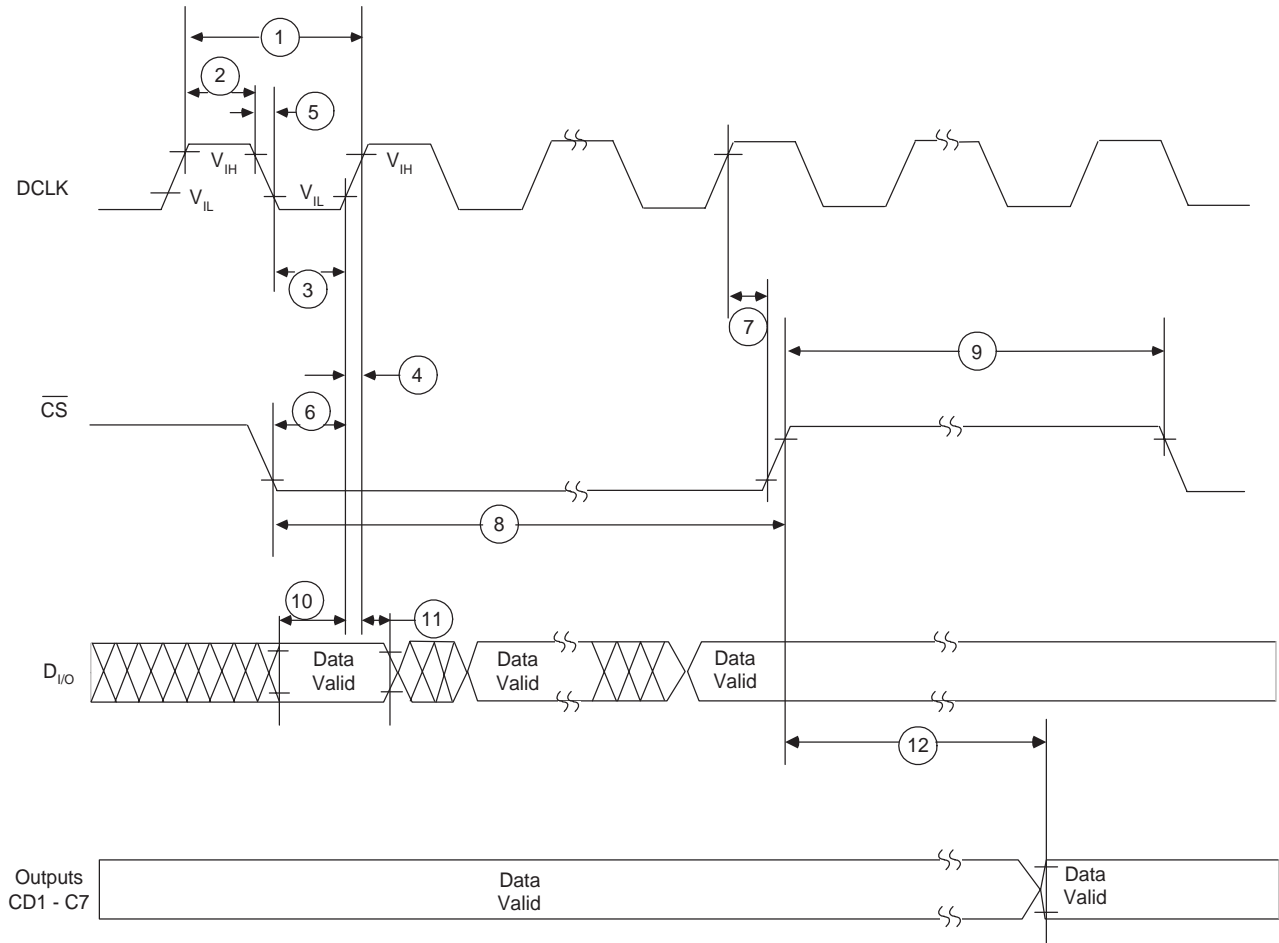 1
2
5
V_IH
V_IH
DCLK
V_IL
V_IL
3
7
9
4
CS
6
8
10
11
D_I/O
Data
Valid
Data
Valid
Data
Valid
12
Outputs
CD1 - C7
Data
Valid
Data
Valid